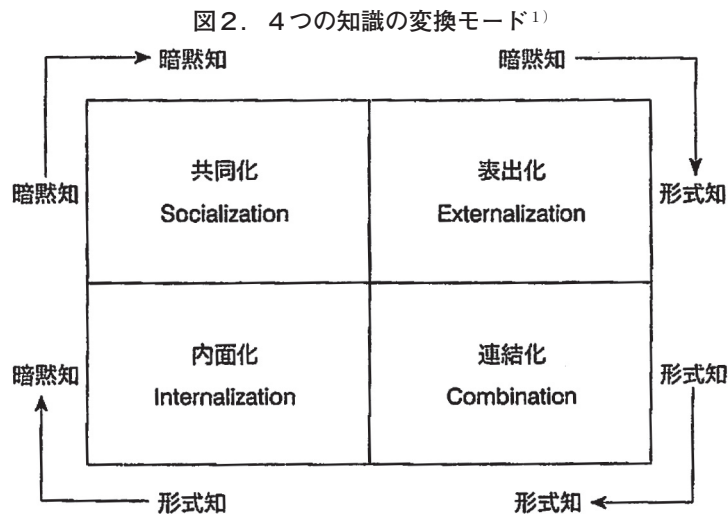 図2. 4つの知識の変換モード1)
暗黙知
暗黙知
暗黙知
共同化
Socialization
表出化
Externalization
形式知
暗黙知
内面化
Internalization
連結化
Combination
形式知
形式知
形式知